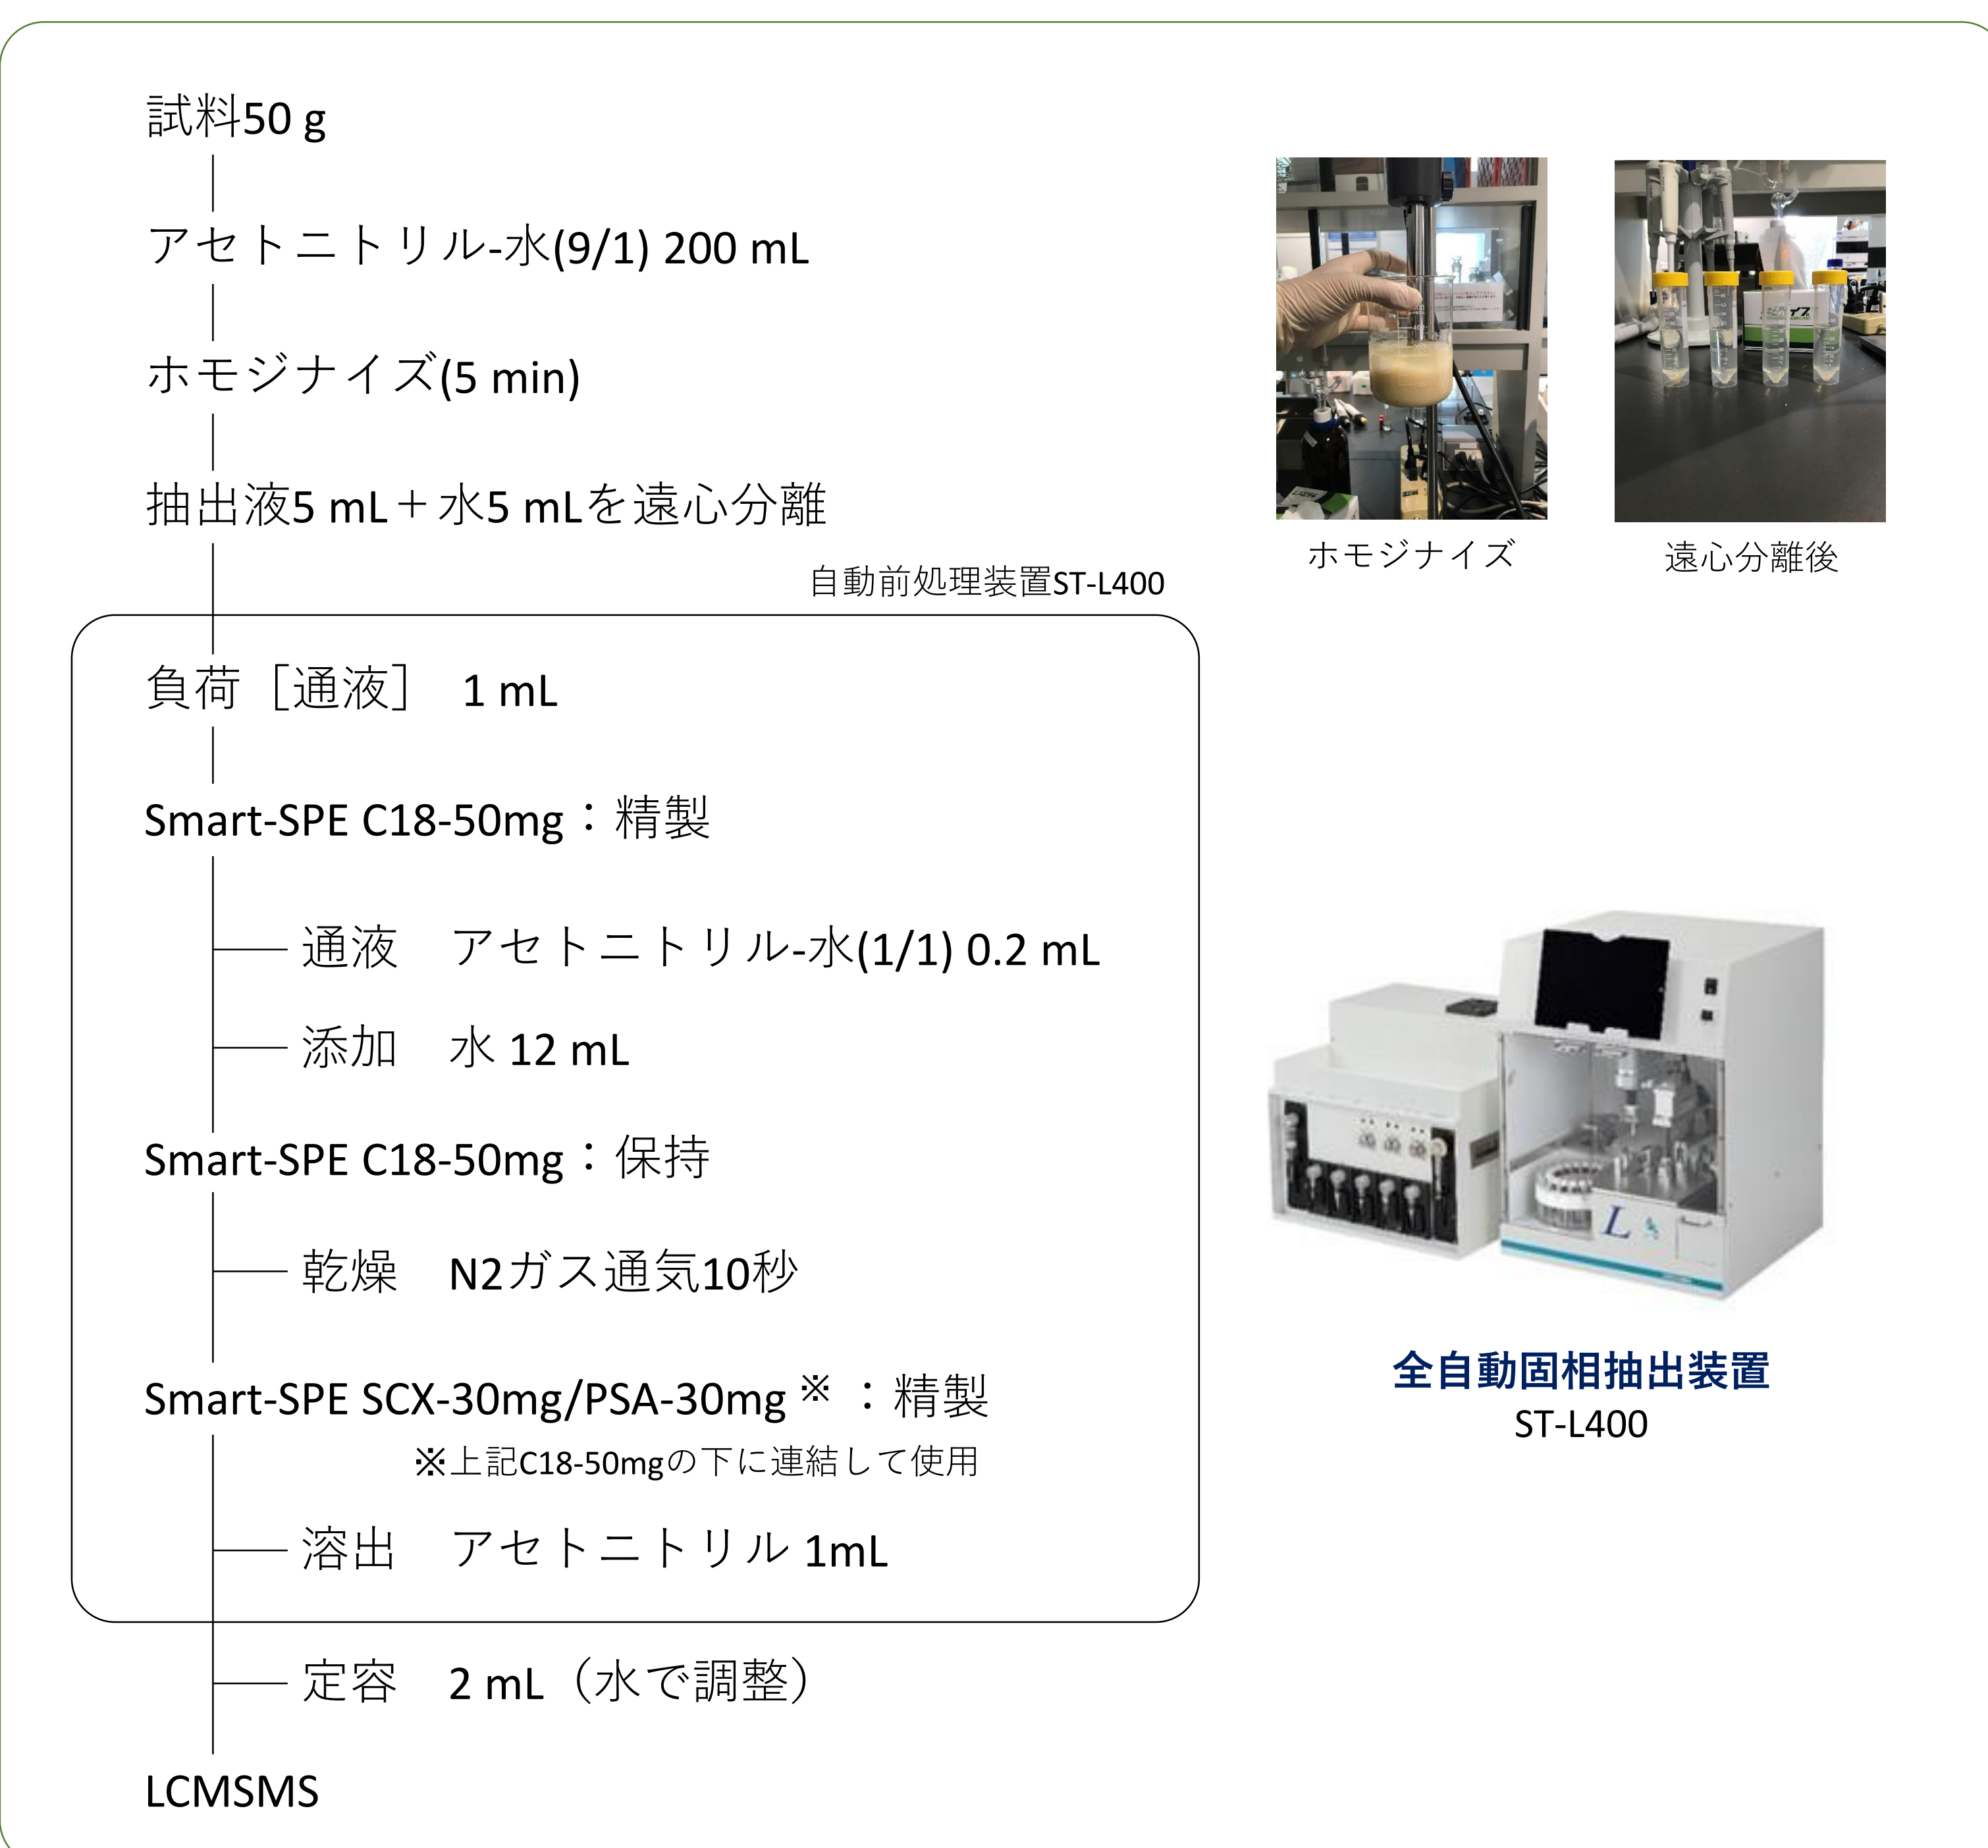 試料50 g
アセトニトリル-水(9/1) 200 mL
ホモジナイズ(5 min)
抽出液5 mL＋水5 mLを遠心分離
ホモジナイズ
遠心分離後
自動前処理装置ST-L400
負荷［通液］　1 mL
Smart-SPE C18-50mg：精製
通液　アセトニトリル-水(1/1) 0.2 mL
添加　水 12 mL
Smart-SPE C18-50mg：保持
乾燥　N2ガス通気10秒
Smart-SPE SCX-30mg/PSA-30mg※：精製
※上記C18-50mgの下に連結して使用
溶出　アセトニトリル 1mL
定容　2 mL（水で調整）
LCMSMS
全自動固相抽出装置
ST-L400